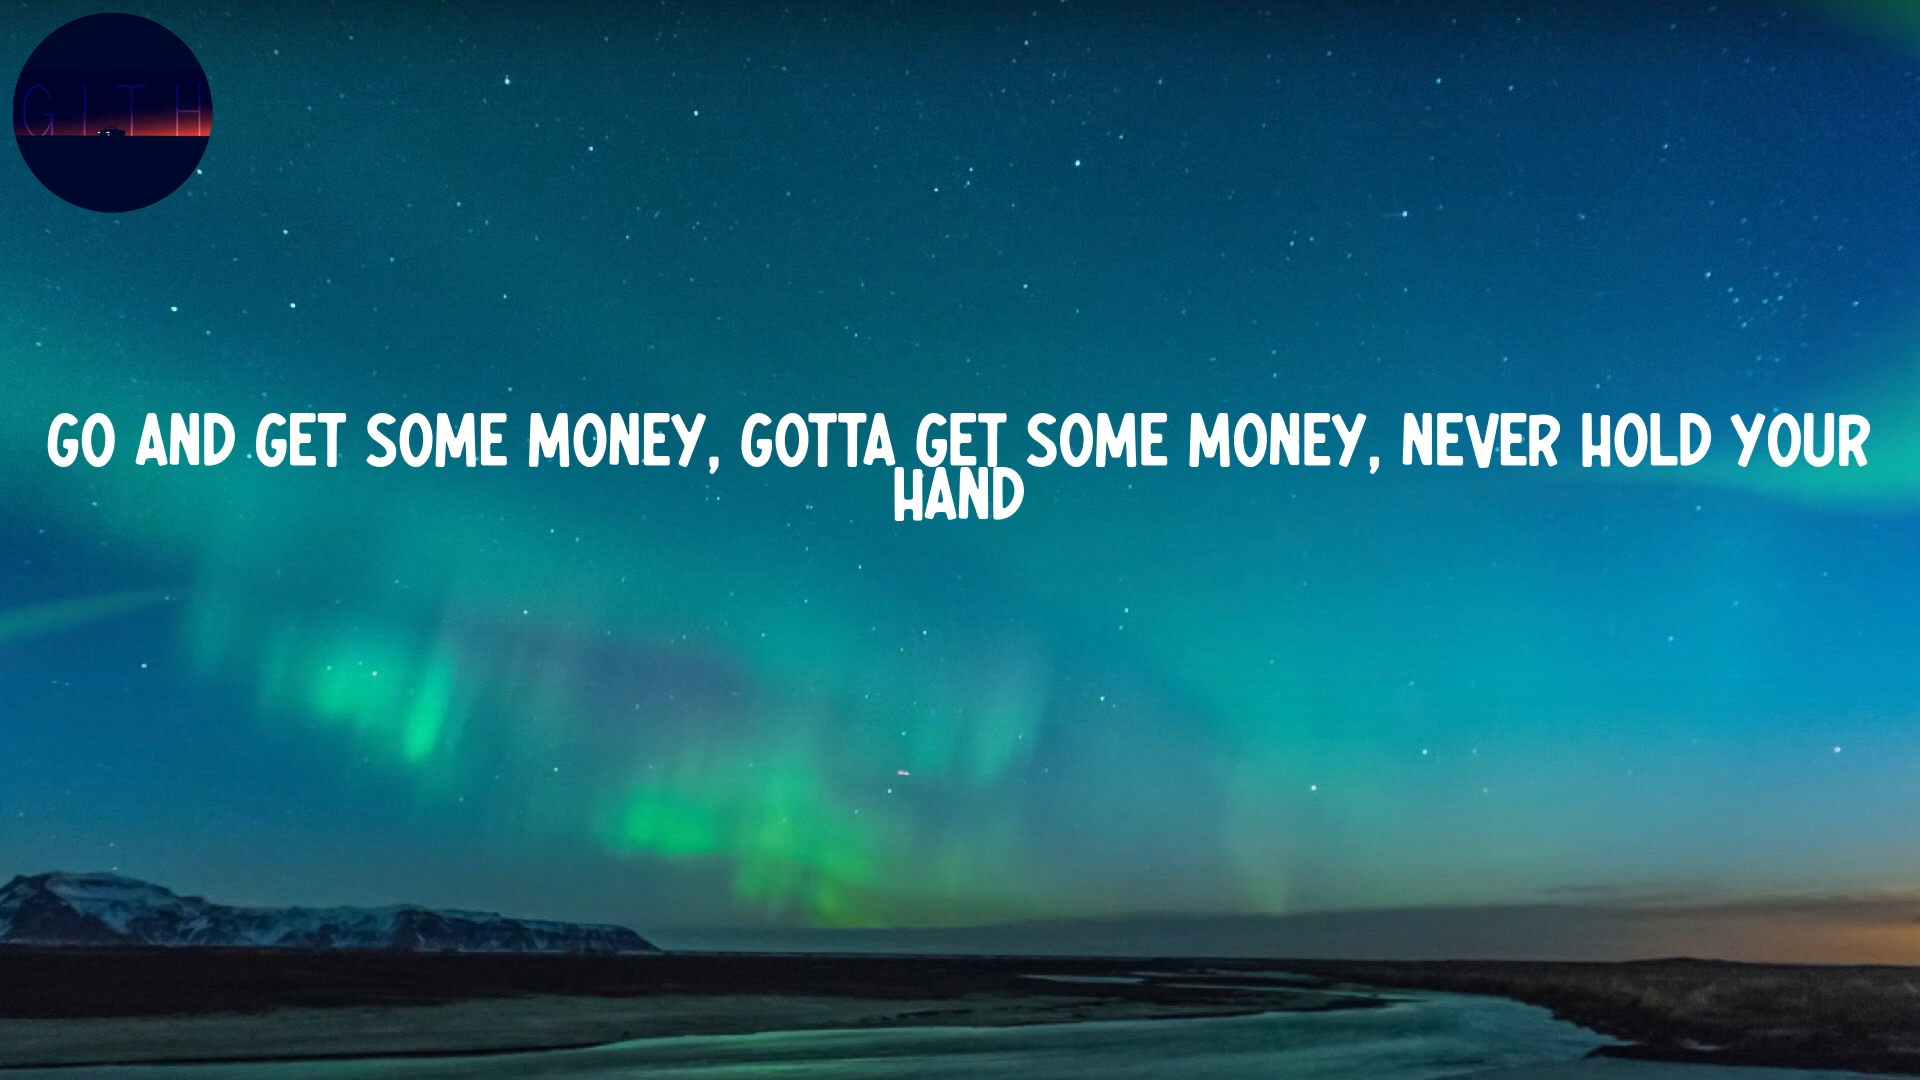 G I T H
GO AND GET SOME MONEY, GOTTA GET SOME MONEY, NEVER HOLD YOUR
HAND